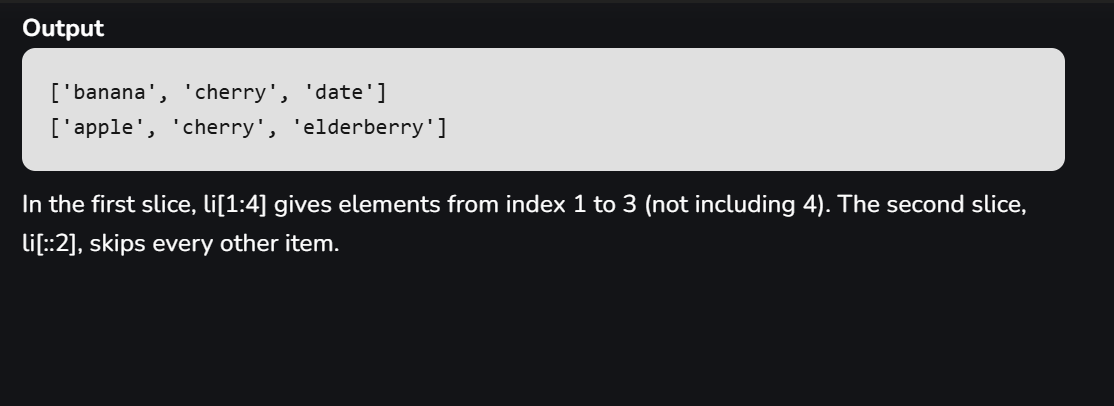 Output
['banana', 'cherry', 'date']
['apple', 'cherry', 'elderberry']
In the first slice, li[1:4] gives elements from index 1 to 3 (not including 4). The second slice,
li[::2], skips every other item.